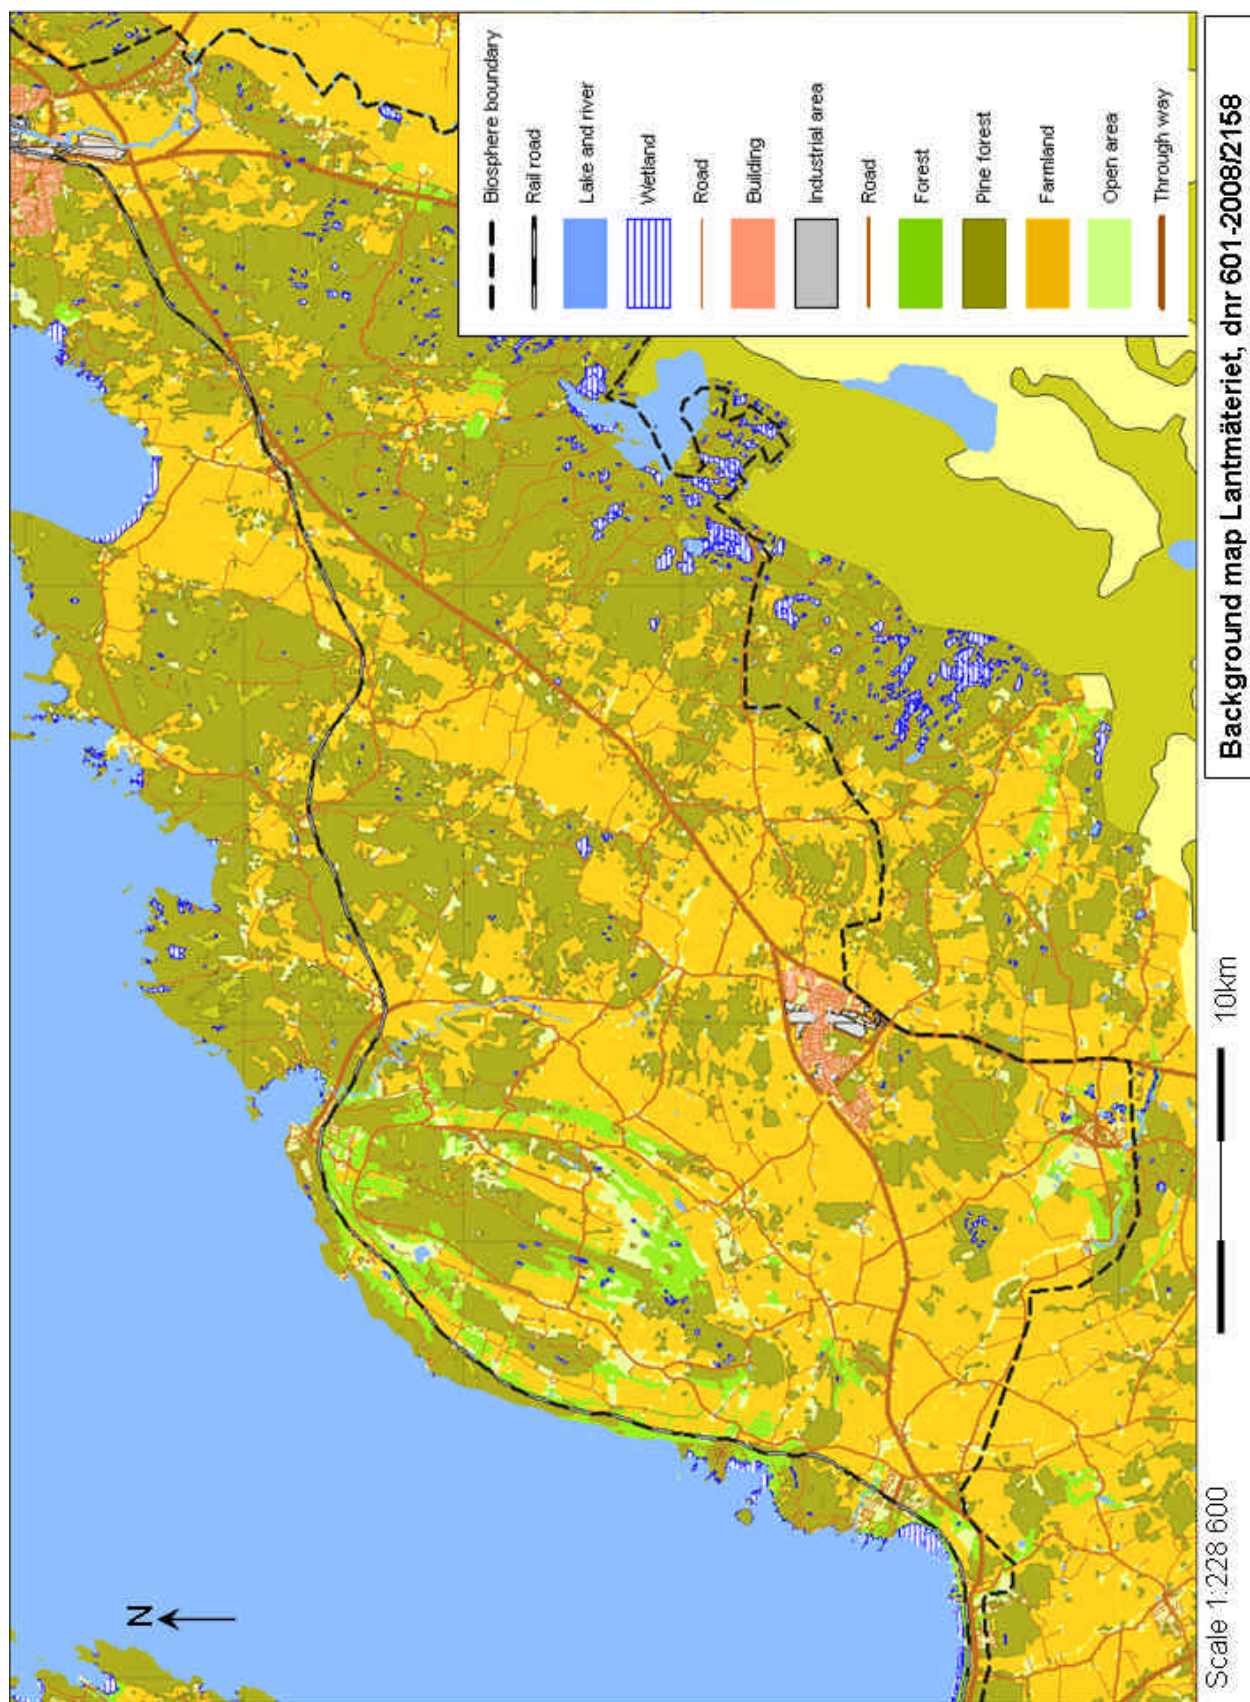 N
Biosphere boundary
Rail road
Lake and river
Wetland
Road
Building
Industrial area
Road
Forest
Pine forest
Farmland
Open area
Through way
Scale 1:228 600
10km
Background map Lantmäteriet, dnr 601-2008/2158